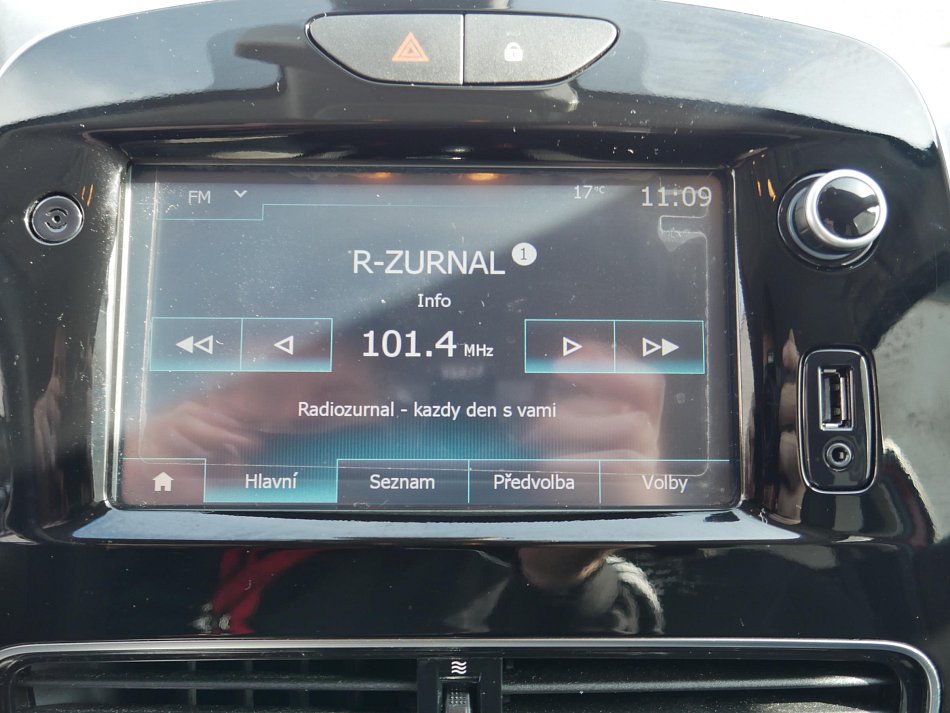 FM 17°C 11:09
R-ZURNAL 1
Info
101.4 MHz
Radiozurnal - kazdy den s vami
Hlavní Seznam Předvolba Volby